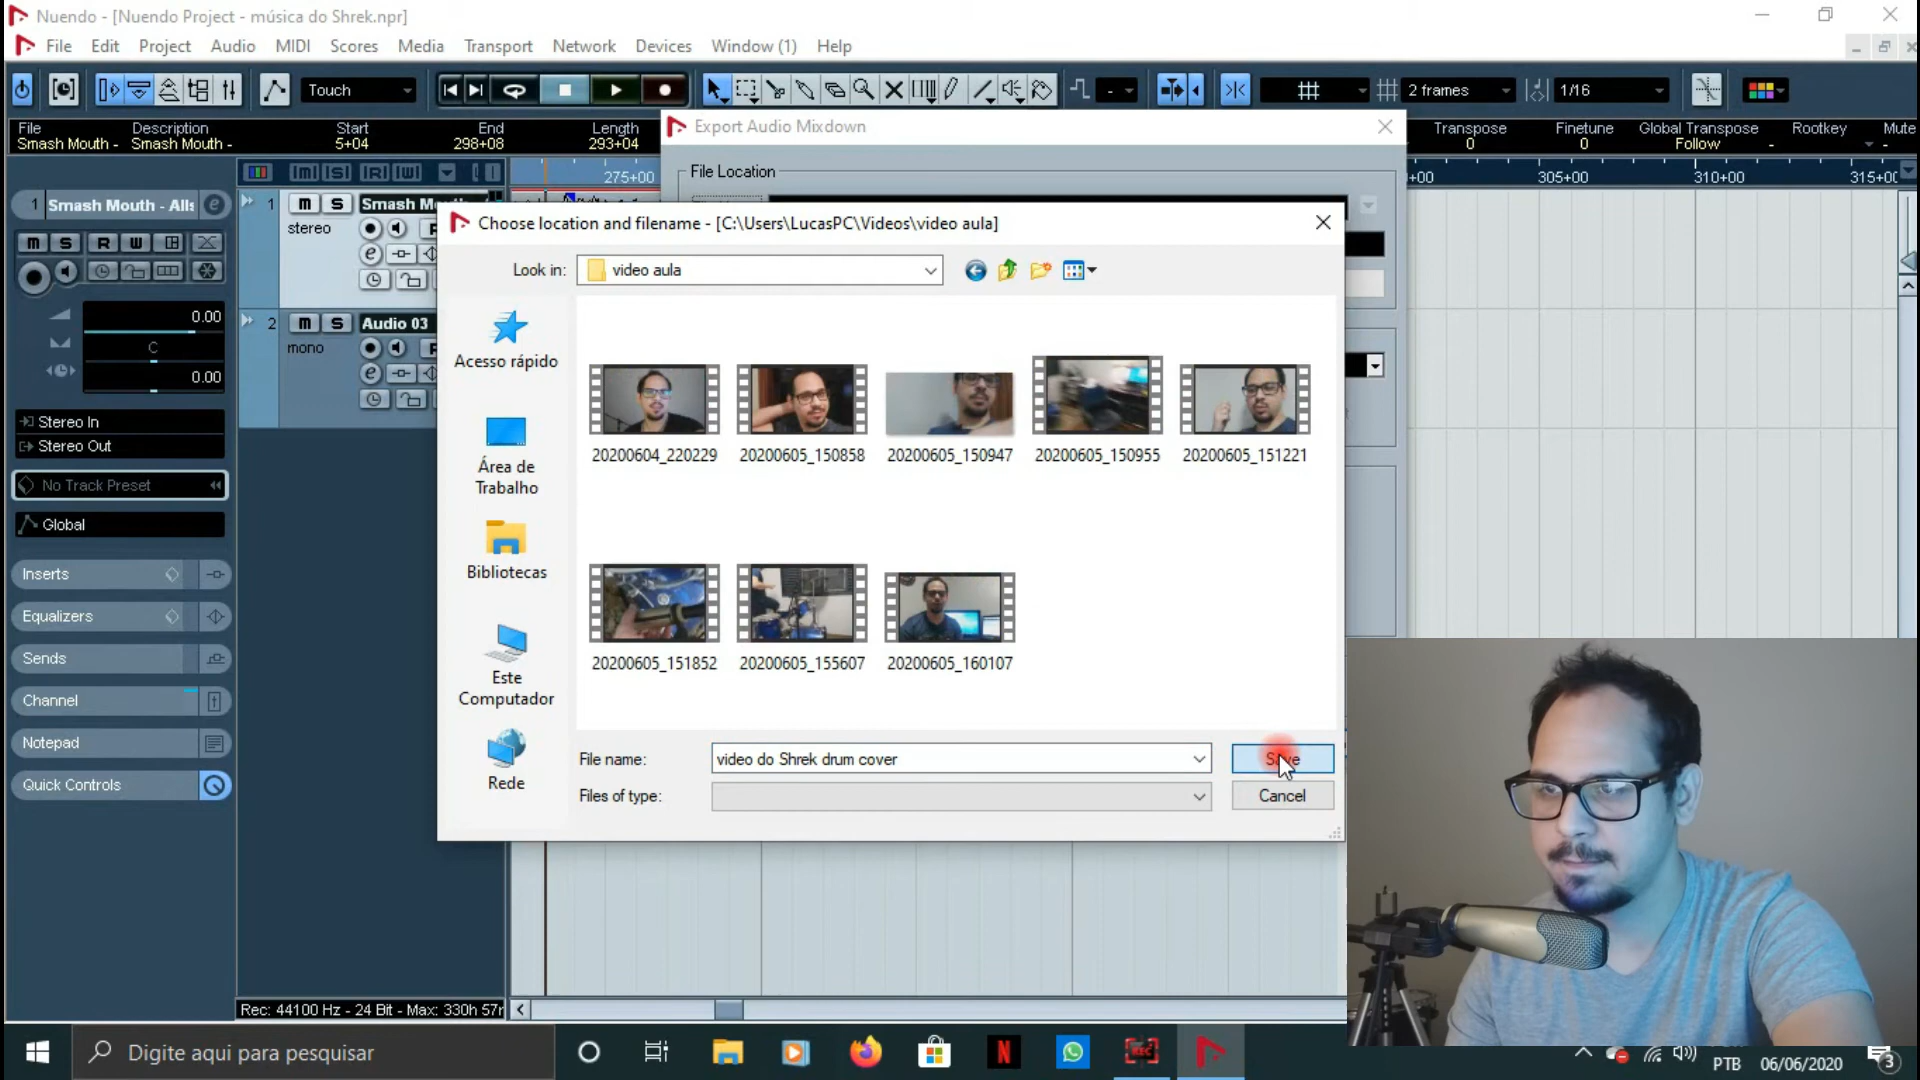 Nuendo - [Nuendo Project - música do Shrek.npr]
File Edit Project Audio MIDI Scores Media Transport Network Devices Window (1) Help
Touch
-
2 frames
1/16
File
Smash Mouth -
Description
Smash Mouth -
Start
5+04
End
298+08
Length
293+04
Export Audio Mixdown
Transpose
0
Finetune
0
Global Transpose
Follow
Rootkey
-
Mute
-
File Location
275+00
+00
305+00
310+00
1 Smash Mouth - Alls
M S R W
0.00
C
0.00
Stereo In
Stereo Out
No Track Preset
Global
Inserts
Equalizers
Sends
Channel
Notepad
Quick Controls
[M] [S] [R] [W]
1 M S Smash M
stereo
2 M S Audio 03
mono
Choose location and filename - [C:\Users\LucasPC\Videos\video aula]
Look in: video aula
Acesso rápido
Área de
Trabalho
Bibliotecas
Este
Computador
Rede
20200604_220229
20200605_150858
20200605_150947
20200605_150955
20200605_151221
20200605_151852
20200605_155607
20200605_160107
File name: video do Shrek drum cover
Files of type:
Cancel
Rec: 44100 Hz - 24 Bit - Max: 330h 57
Digite aqui para pesquisar
REC
PTB
06/06/2020
3